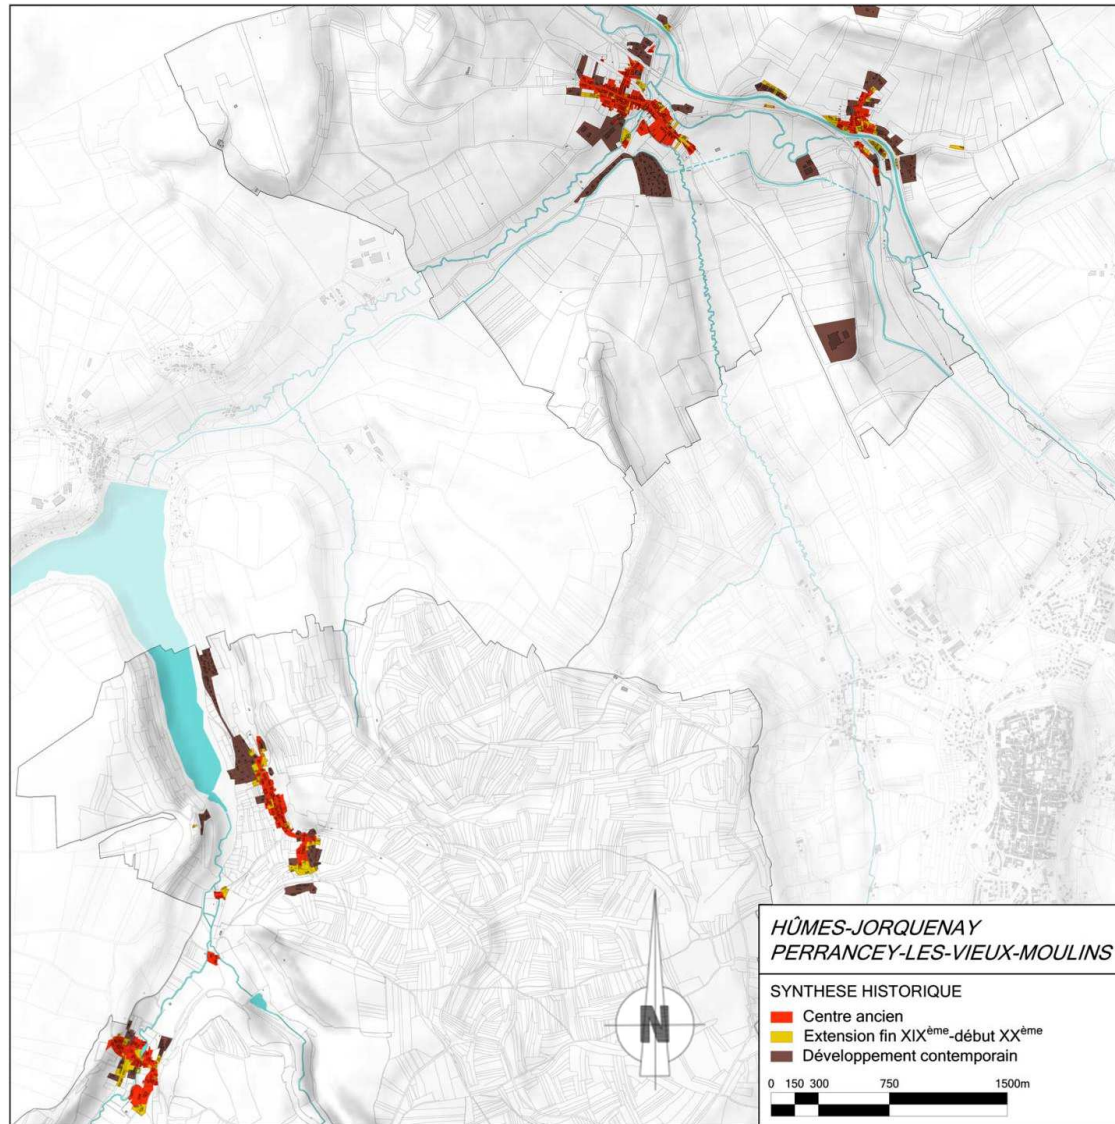 N
HÛMES-JORQUENAY
PERRANCEY-LES-VIEUX-MOULINS
SYNTHESE HISTORIQUE
Centre ancien
Extension fin XIXème-début XXème
Développement contemporain
0 150 300 750 1500m